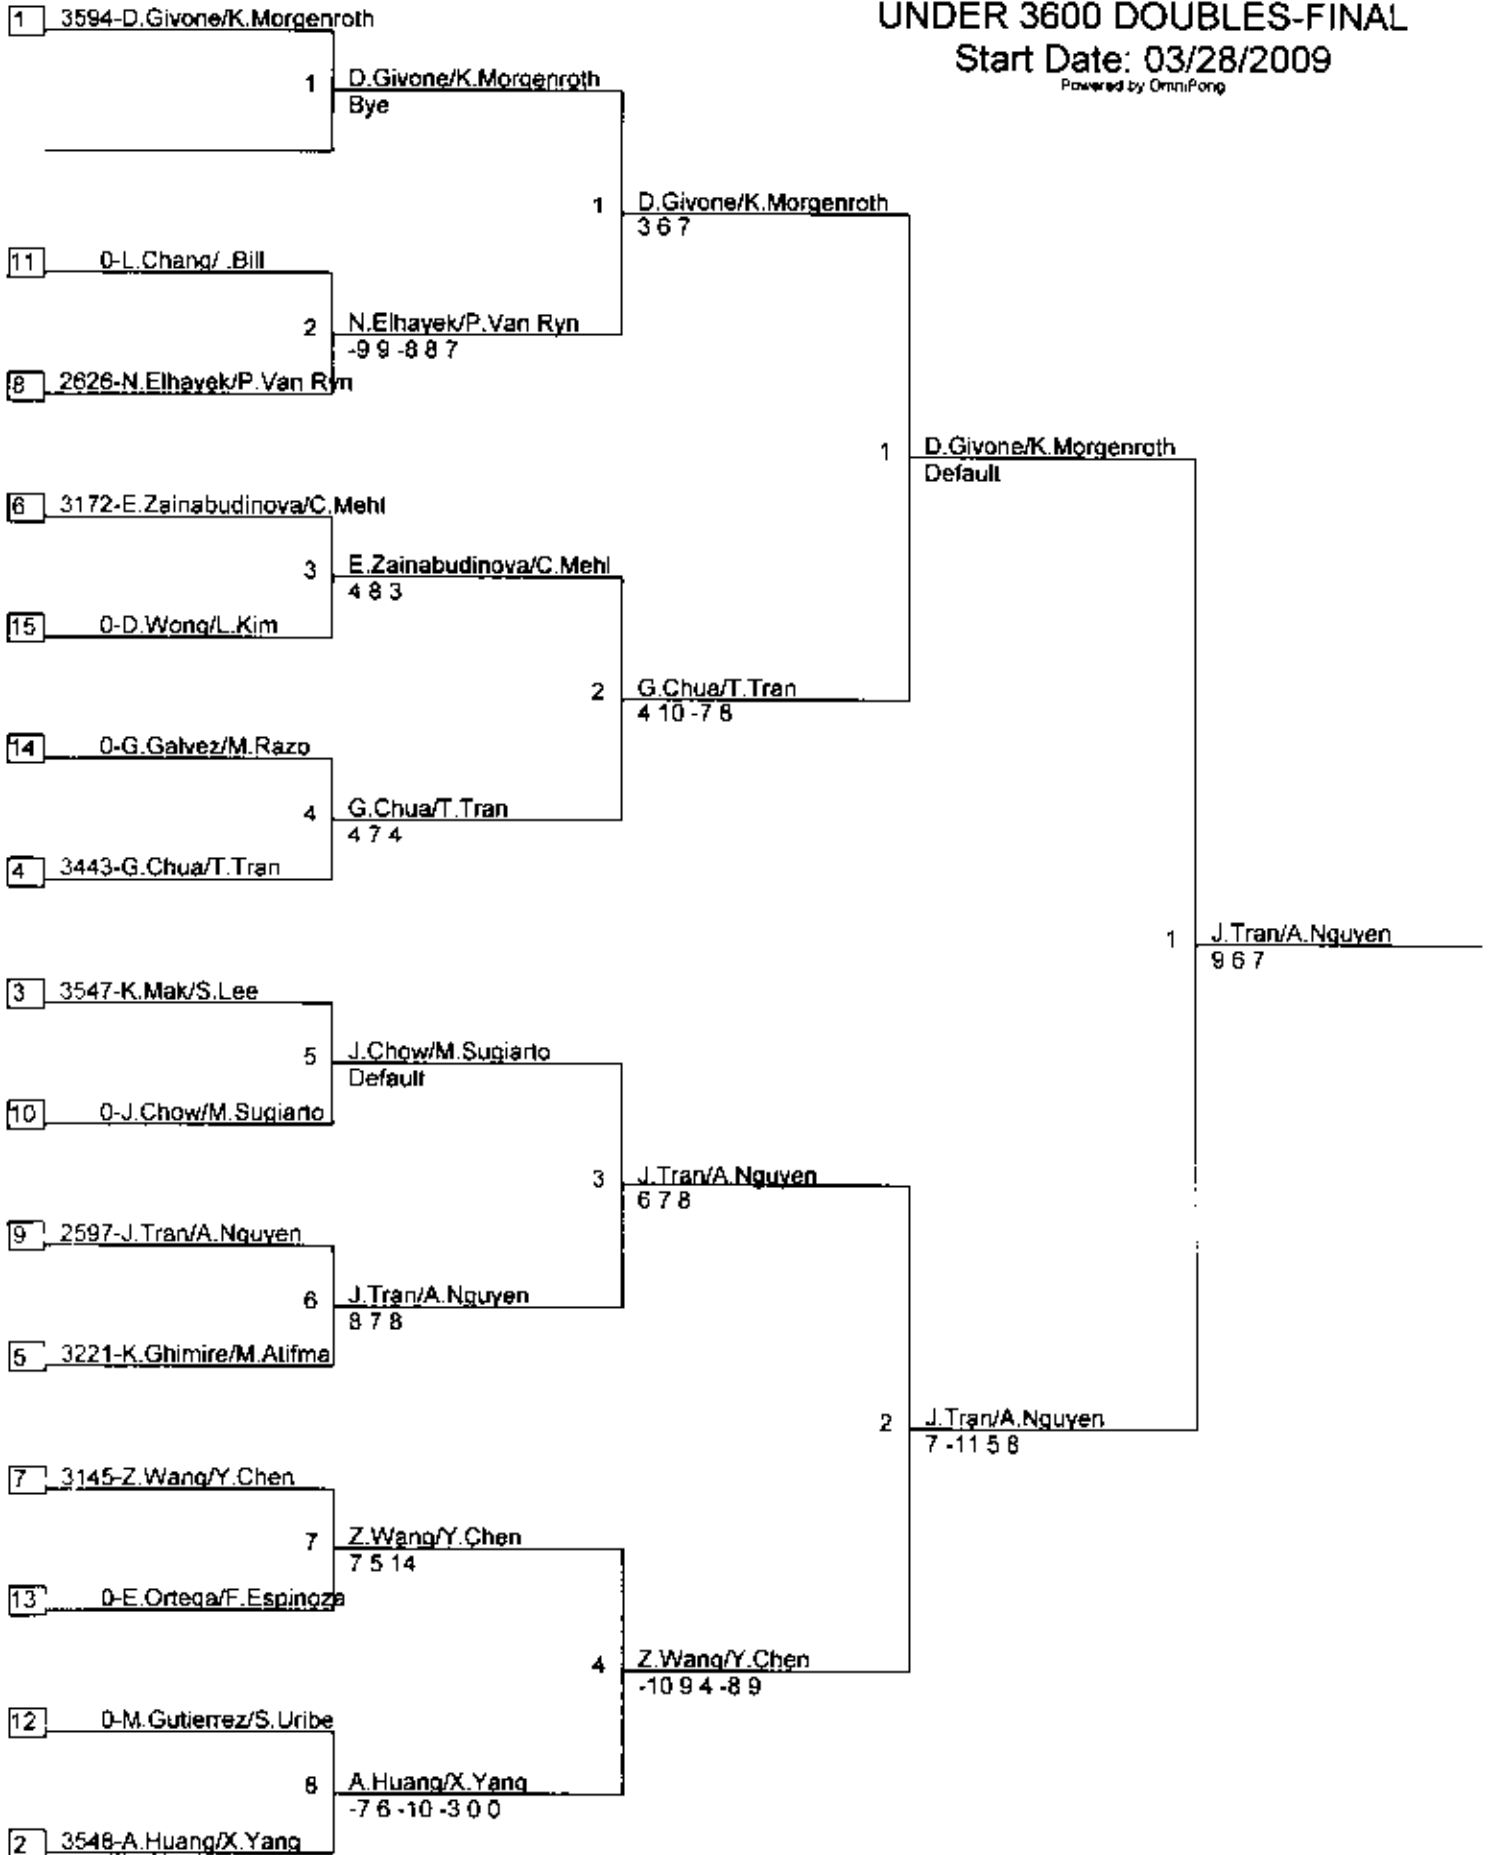 UNDER 3600 DOUBLES-FINAL
Start Date: 03/28/2009
Powered by OmniPong
1 3594-D.Givone/K.Morgenroth
1 D.Givone/K.Morgenroth
Bye
1 D.Givone/K.Morgenroth
3 6 7
11 0-L.Chang/ .Bill
2 N.Elhayek/P.Van Ryn
-9 9 -8 8 7
8 2626-N.Elhayek/P.Van Ryn
1 D.Givone/K.Morgenroth
Default
6 3172-E.Zainabudinova/C.Mehl
3 E.Zainabudinova/C.Mehl
4 8 3
15 0-D.Wong/L.Kim
2 G.Chua/T.Tran
4 10 -7 8
14 0-G.Galvez/M.Razo
4 G.Chua/T.Tran
4 7 4
4 3443-G.Chua/T.Tran
1 J.Tran/A.Nguyen
9 6 7
3 3547-K.Mak/S.Lee
5 J.Chow/M.Sugiarto
Default
10 0-J.Chow/M.Sugiarto
3 J.Tran/A.Nguyen
6 7 8
9 2597-J.Tran/A.Nguyen
6 J.Tran/A.Nguyen
8 7 8
5 3221-K.Ghimire/M.Atifma
2 J.Tran/A.Nguyen
7 -11 5 8
7 3145-Z.Wang/Y.Chen
7 Z.Wang/Y.Chen
7 5 14
13 0-E.Ortega/F.Espinoza
4 Z.Wang/Y.Chen
-10 9 4 -8 9
12 0-M.Gutierrez/S.Uribe
8 A.Huang/X.Yang
-7 6 -10 -3 0 0
2 3548-A.Huang/X.Yang